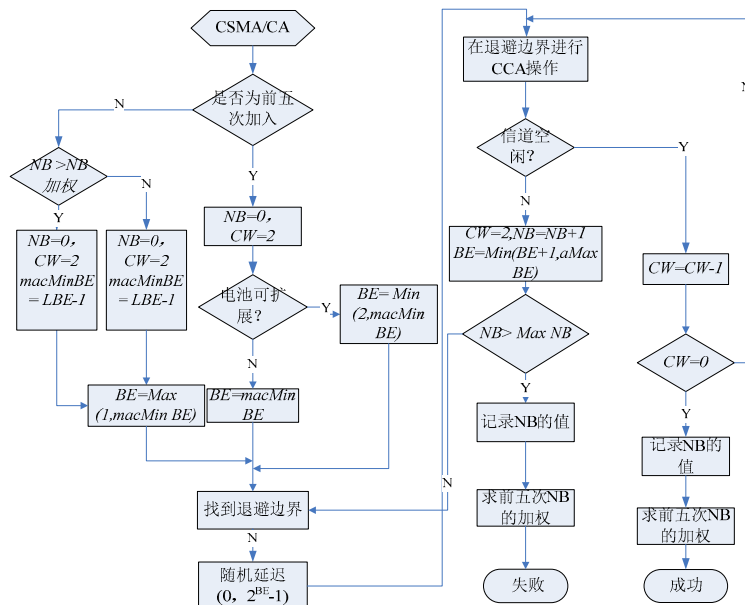 CSMA/CA
是否为前五
次加入
N
Y
NB >NB
加权
Y
N
NB=0,
CW=2
macMinBE
= LBE-1
NB=0,
CW=2
macMinBE
= LBE-1
NB=0,
CW=2
电池可扩
展?
Y
N
BE= Min
(2,macMin
BE)
BE=Max
(1,macMin BE)
BE=macMin
BE
找到退避边界
N
随机延迟
(0, 2^BE-1)
在退避边界进行
CCA操作
信道空
闲?
Y
N
CW=2,NB=NB+1
BE=Min(BE+1,aMax
BE)
NB> Max NB
Y
N
记录NB的值
求前五次NB
的加权
失败
CW=CW-1
CW=0
Y
记录NB的
值
求前五次NB
的加权
成功